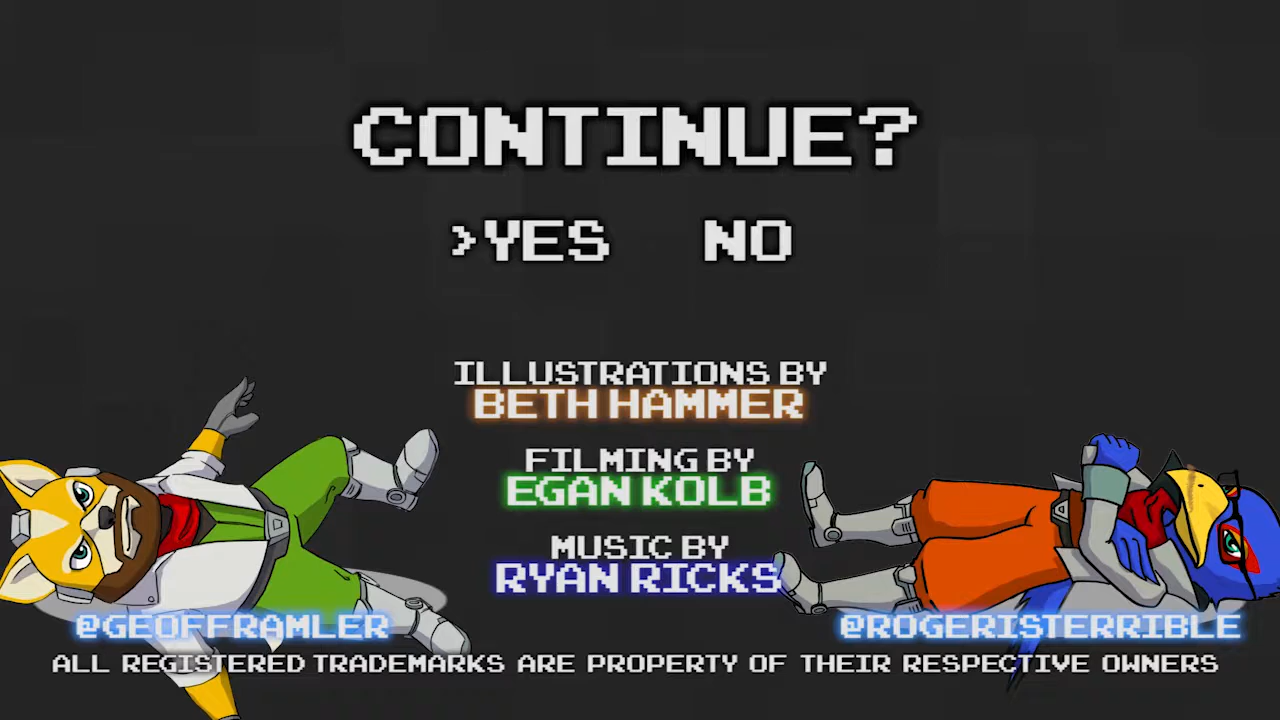 CONTINUE?
>YES NO
ILLUSTRATIONS BY
BETH HAMMER
FILMING BY
EGAN KOLB
MUSIC BY
RYAN RICKS
@GEOFFRAMLER @ROGERISTERRIBLE
ALL REGISTERED TRADEMARKS ARE PROPERTY OF THEIR RESPECTIVE OWNERS